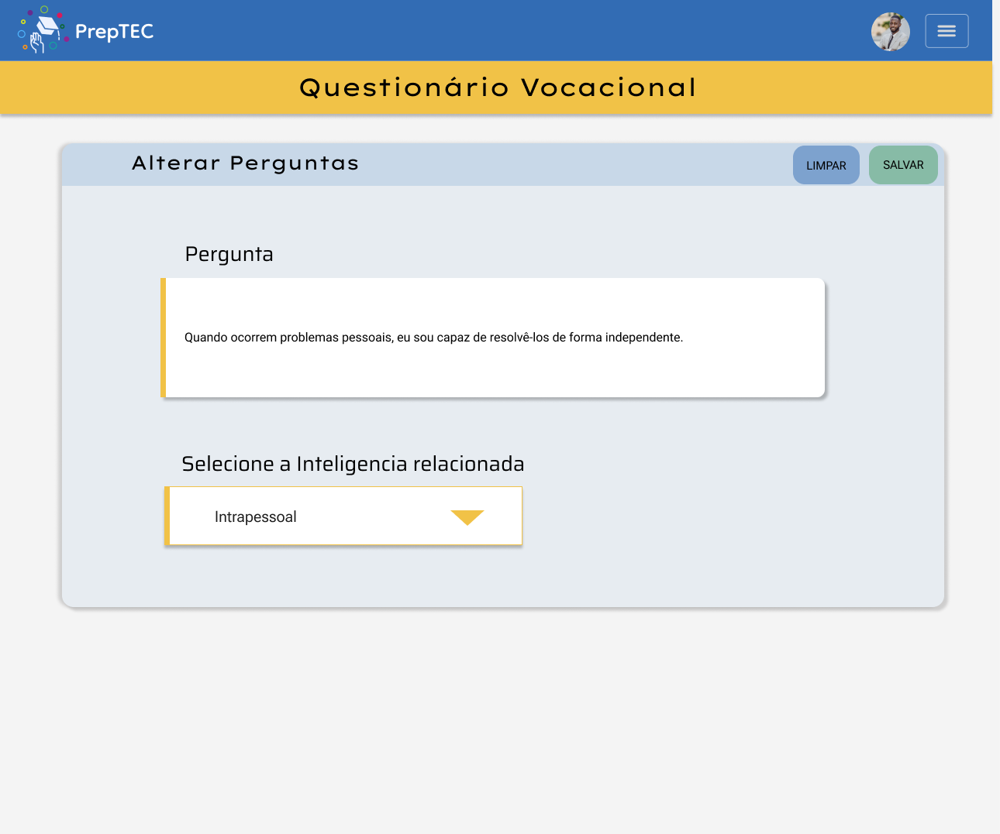 PrepTEC
Questionário Vocacional
Alterar Perguntas
LIMPAR
SALVAR
Pergunta
Quando ocorrem problemas pessoais, eu sou capaz de resolvê-los de forma independente.
Selecione a Inteligencia relacionada
Intrapessoal